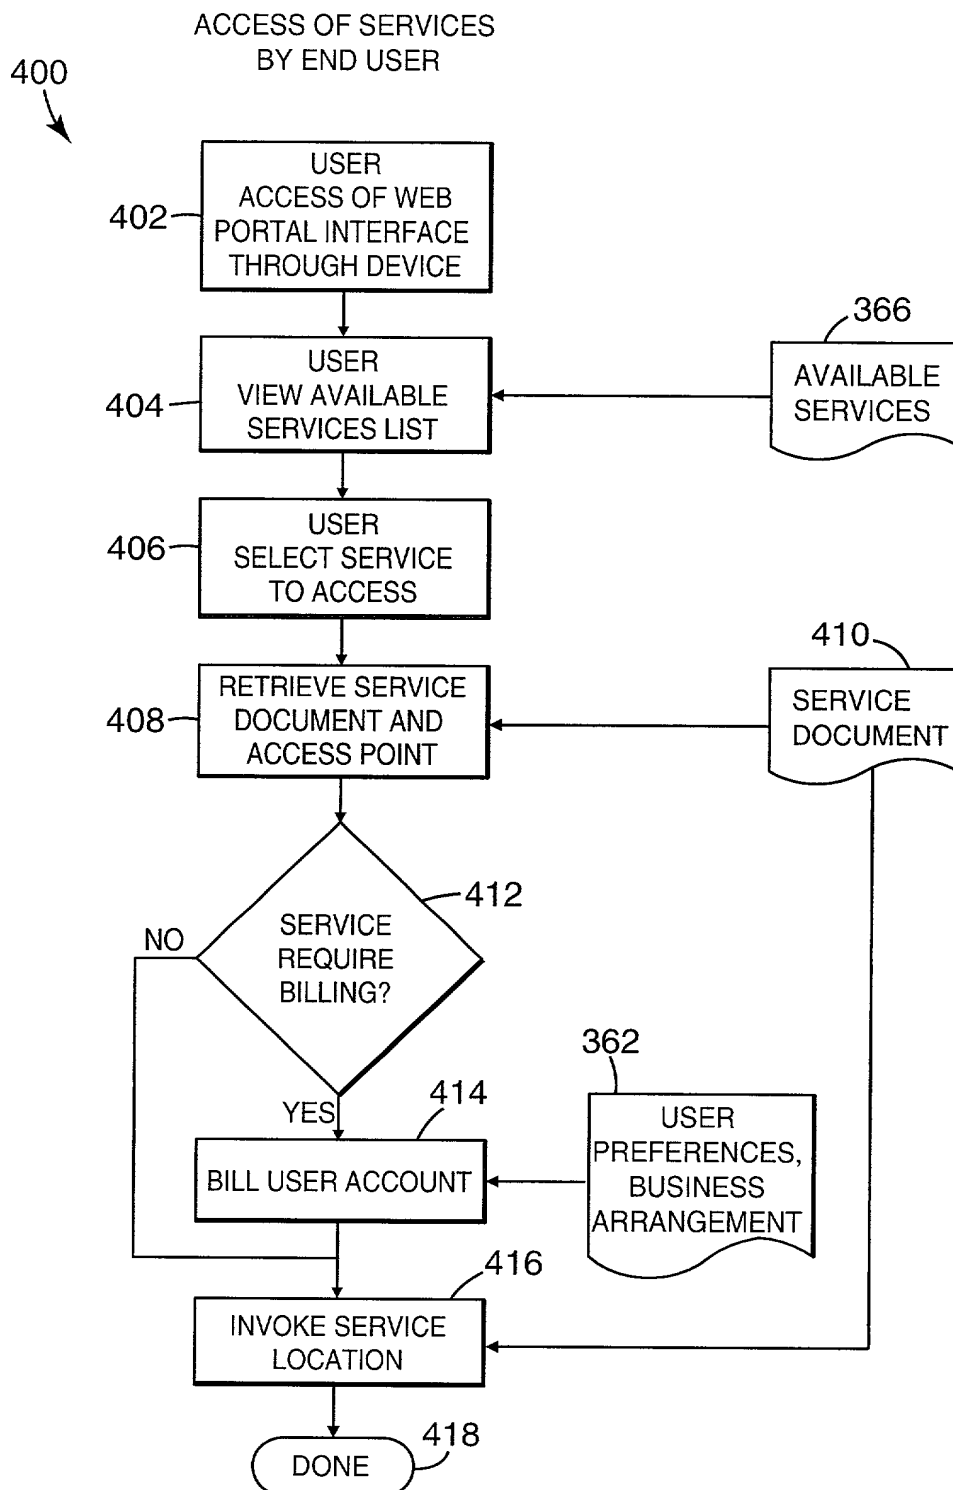 ACCESS OF SERVICES
BY END USER
400
USER
ACCESS OF WEB
PORTAL INTERFACE
THROUGH DEVICE
402
366
USER
VIEW AVAILABLE
SERVICES LIST
404
AVAILABLE
SERVICES
USER
SELECT SERVICE
TO ACCESS
406
410
RETRIEVE SERVICE
DOCUMENT AND
ACCESS POINT
408
SERVICE
DOCUMENT
412
SERVICE
REQUIRE
BILLING?
NO
YES
362
414
BILL USER ACCOUNT
USER
PREFERENCES,
BUSINESS
ARRANGEMENT
416
INVOKE SERVICE
LOCATION
418
DONE